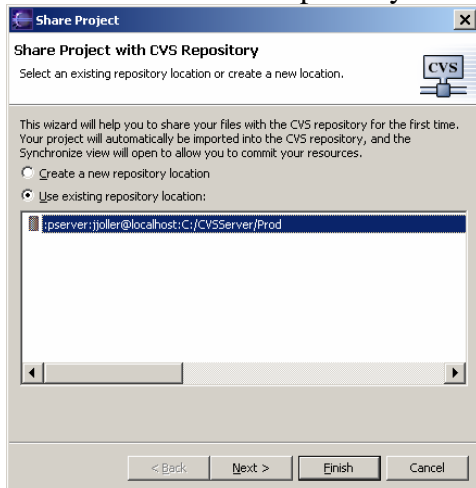 Share Project
Share Project with CVS Repository
Select an existing repository location or create a new location.
CVS
This wizard will help you to share your files with the CVS repository for the first time.
Your project will automatically be imported into the CVS repository, and the
Synchronize view will open to allow you to commit your resources.
Create a new repository location
Use existing repository location:
:pserver:jjoller@localhost:C:/CVSServer/Prod
< Back
Next >
Finish
Cancel